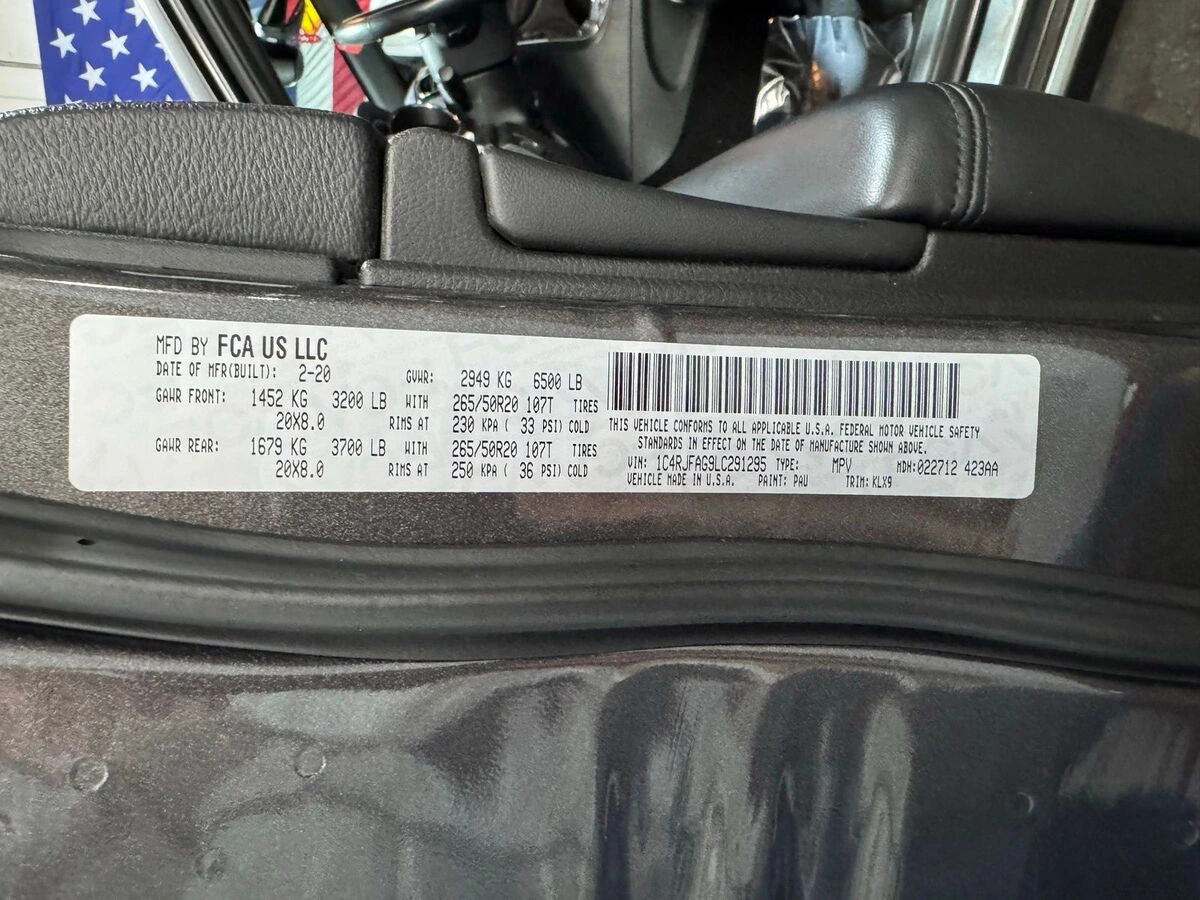 MFD BY FCA US LLC
DATE OF MFR(BUILT): 2-20 GVWR: 2949 KG 6500 LB
GAWR FRONT: 1452 KG 3200 LB WITH 265/50R20 107T TIRES
20X8.0 RIMS AT 230 KPA ( 33 PSI) COLD
GAWR REAR: 1679 KG 3700 LB WITH 265/50R20 107T TIRES
20X8.0 RIMS AT 250 KPA ( 36 PSI) COLD
THIS VEHICLE CONFORMS TO ALL APPLICABLE U.S.A. FEDERAL MOTOR VEHICLE SAFETY
STANDARDS IN EFFECT ON THE DATE OF MANUFACTURE SHOWN ABOVE.
VIN: 1C4RJFAG9LC291295 TYPE: MPV MDH:022712 423AA
VEHICLE MADE IN U.S.A. PAINT: PAU TRIM: KLX9